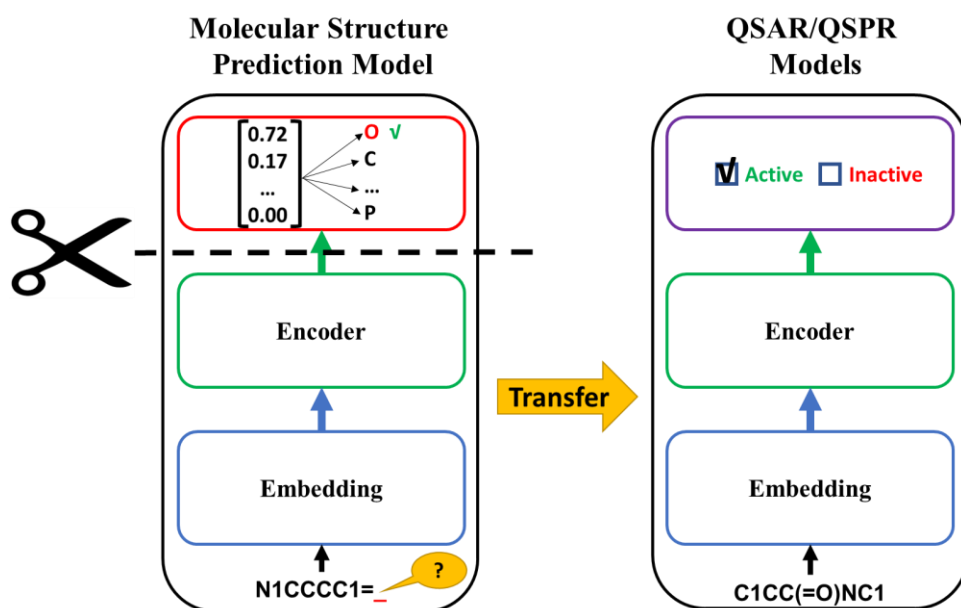 Molecular Structure
Prediction Model
0.72
0.17
...
0.00
O √
C
...
P
Encoder
Embedding
N1CCCC1=_
?
Transfer
QSAR/QSPR
Models
√ Active Inactive
Encoder
Embedding
C1CC(=O)NC1